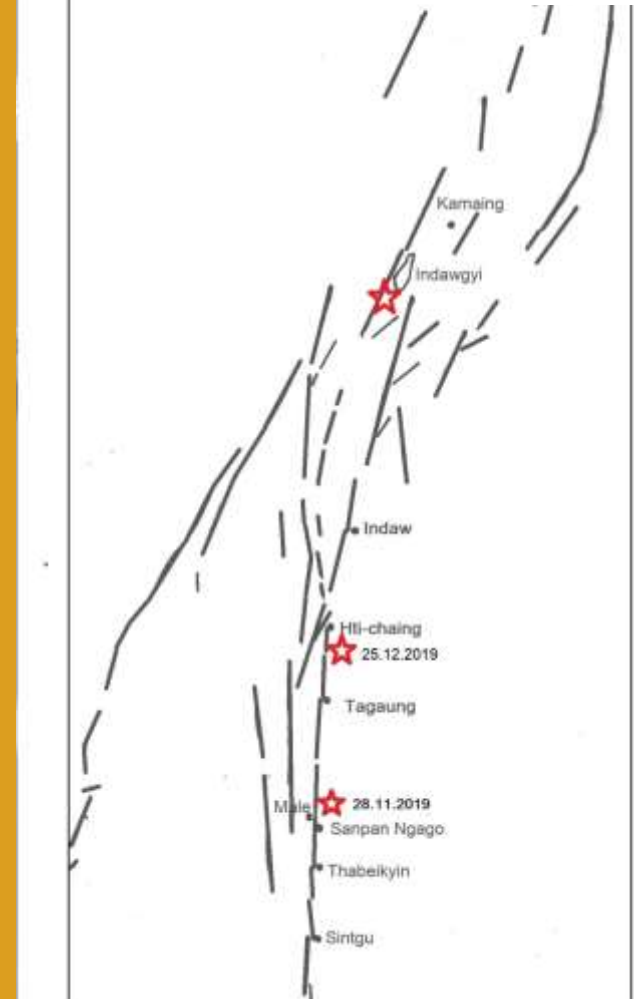 Kamaing
Indawgyi
Indaw
Hti-chaing
25.12.2019
Tagaung
28.11.2019
Male
Sanpan Ngago
Thabeikyin
Sintgu